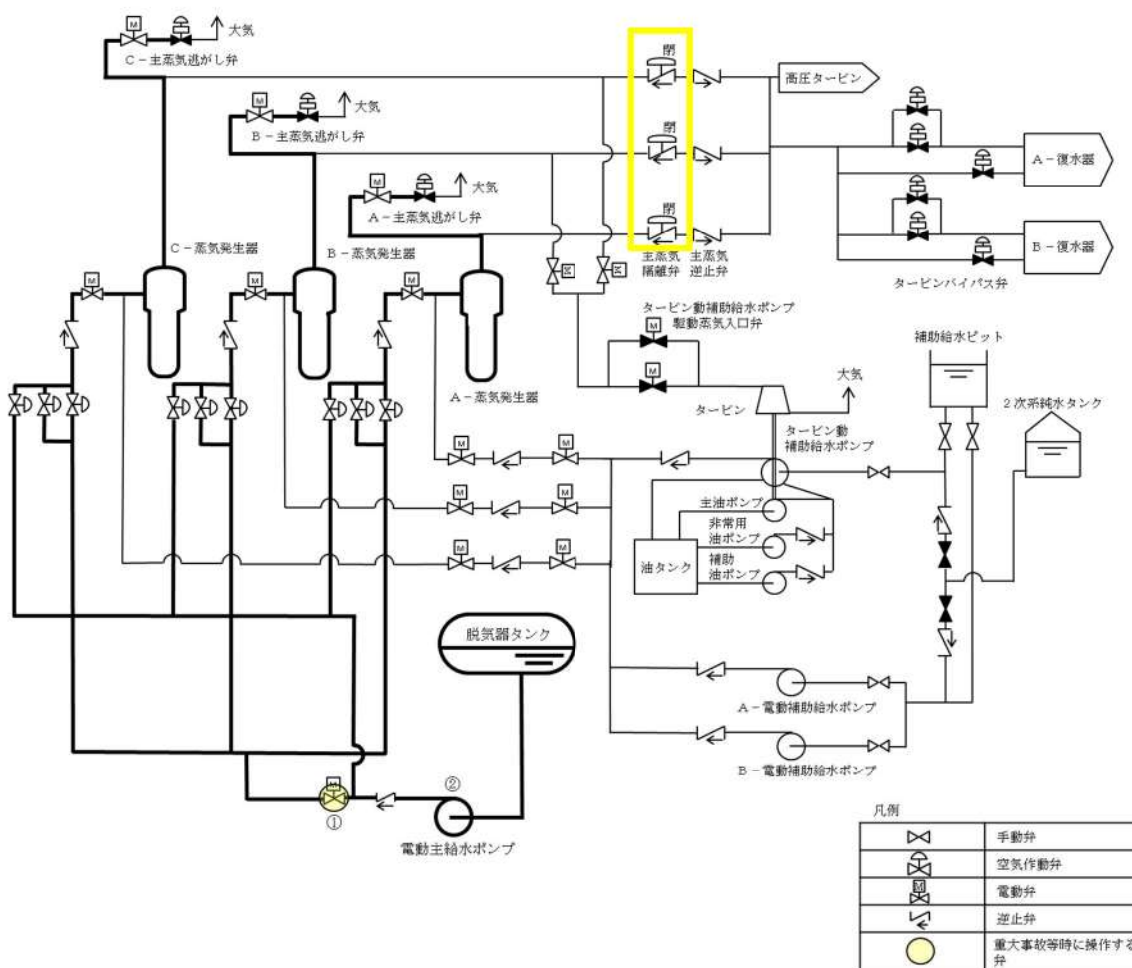 大気
C－主蒸気逃がし弁
大気
B－主蒸気逃がし弁
大気
A－主蒸気逃がし弁
閉
閉
閉
主蒸気
隔離弁
主蒸気
逆止弁
高圧タービン
A－復水器
B－復水器
タービンバイパス弁
C－蒸気発生器
B－蒸気発生器
A－蒸気発生器
M
M
M
M
M
M
M
M
タービン動補助給水ポンプ
駆動蒸気入口弁
M
M
タービン
大気
タービン動
補助給水ポンプ
補助給水ピット
2次系純水タンク
M
M
M
M
M
M
主油ポンプ
非常用
油ポンプ
補助
油ポンプ
油タンク
脱気器タンク
A－電動補助給水ポンプ
B－電動補助給水ポンプ
M
①
②
電動主給水ポンプ
凡例
手動弁
空気作動弁
M
電動弁
逆止弁
重大事故等時に操作する
弁